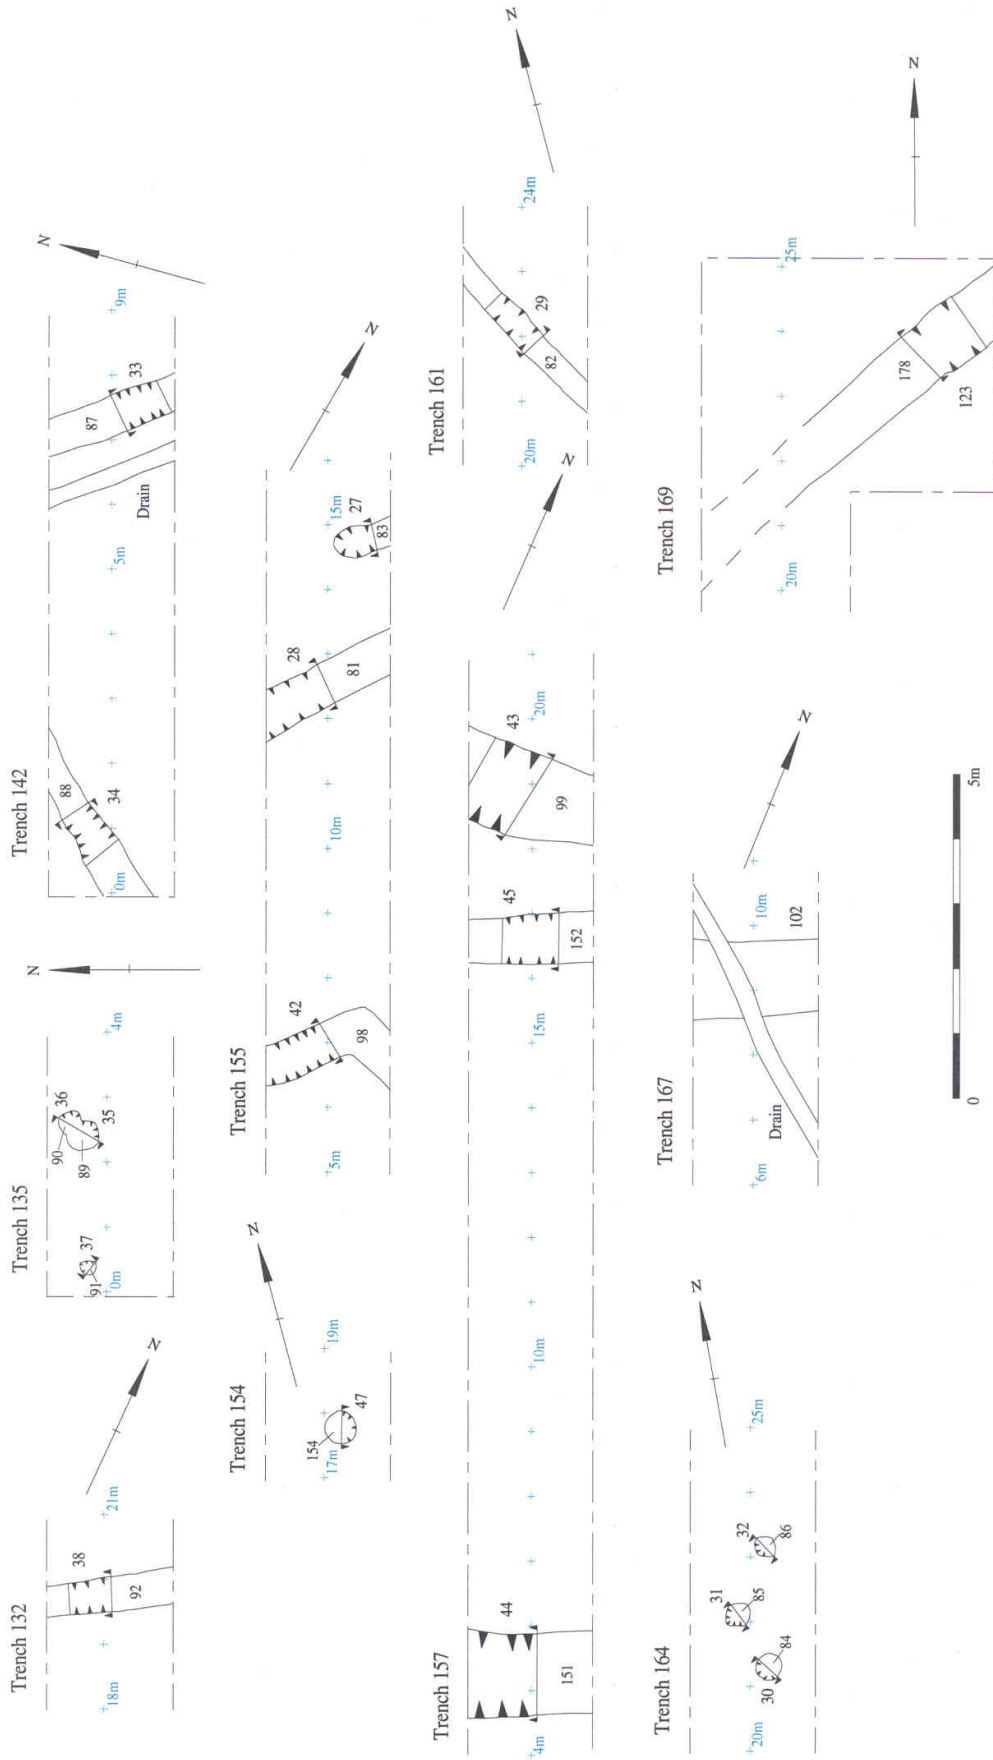 Trench 132
38
92
18m
21m
N
Trench 135
36
35
90
89
37
91
0m
4m
N
Trench 142
88
34
87
33
Drain
0m
5m
9m
N
Trench 154
154
47
17m
19m
N
Trench 155
42
98
28
81
27
83
5m
10m
15m
N
Trench 157
44
151
45
152
43
99
4m
10m
15m
20m
N
Trench 161
29
82
20m
24m
N
Trench 164
30
84
31
85
32
86
20m
25m
N
Trench 167
Drain
102
6m
10m
N
Trench 169
178
123
20m
25m
N
0
5m